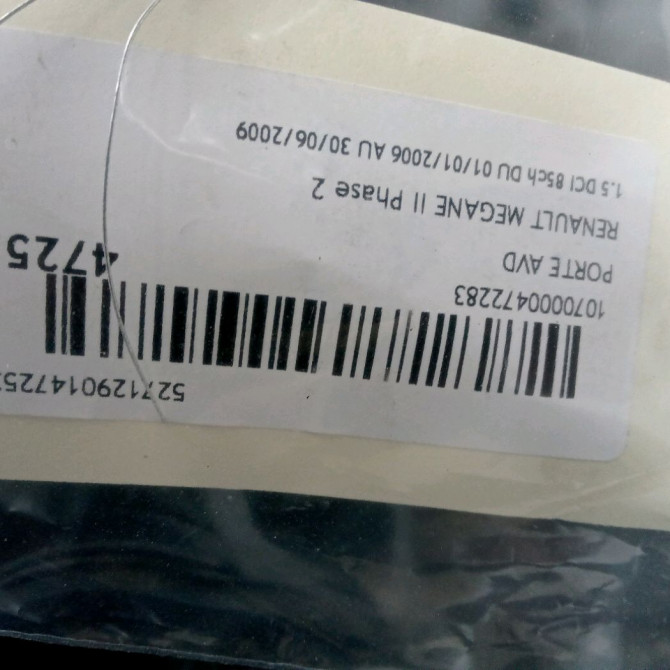 527129014725
1070000472283
4725
PORTE AVD
RENAULT MEGANE II Phase 2
1.5 DCI 85ch DU 01/01/2006 AU 30/06/2009